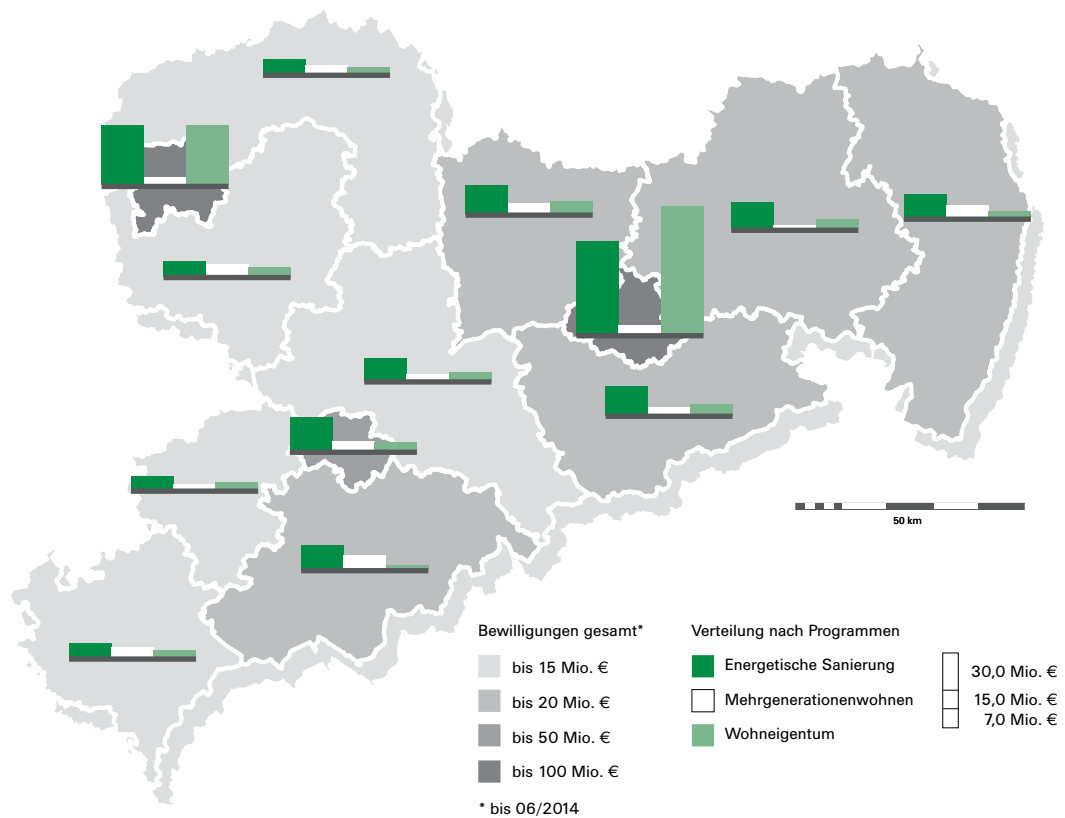 50 km
Bewilligungen gesamt*
bis 15 Mio. €
bis 20 Mio. €
bis 50 Mio. €
bis 100 Mio. €
* bis 06/2014
Verteilung nach Programmen
Energetische Sanierung
Mehrgenerationenwohnen
Wohneigentum
30,0 Mio. €
15,0 Mio. €
7,0 Mio. €